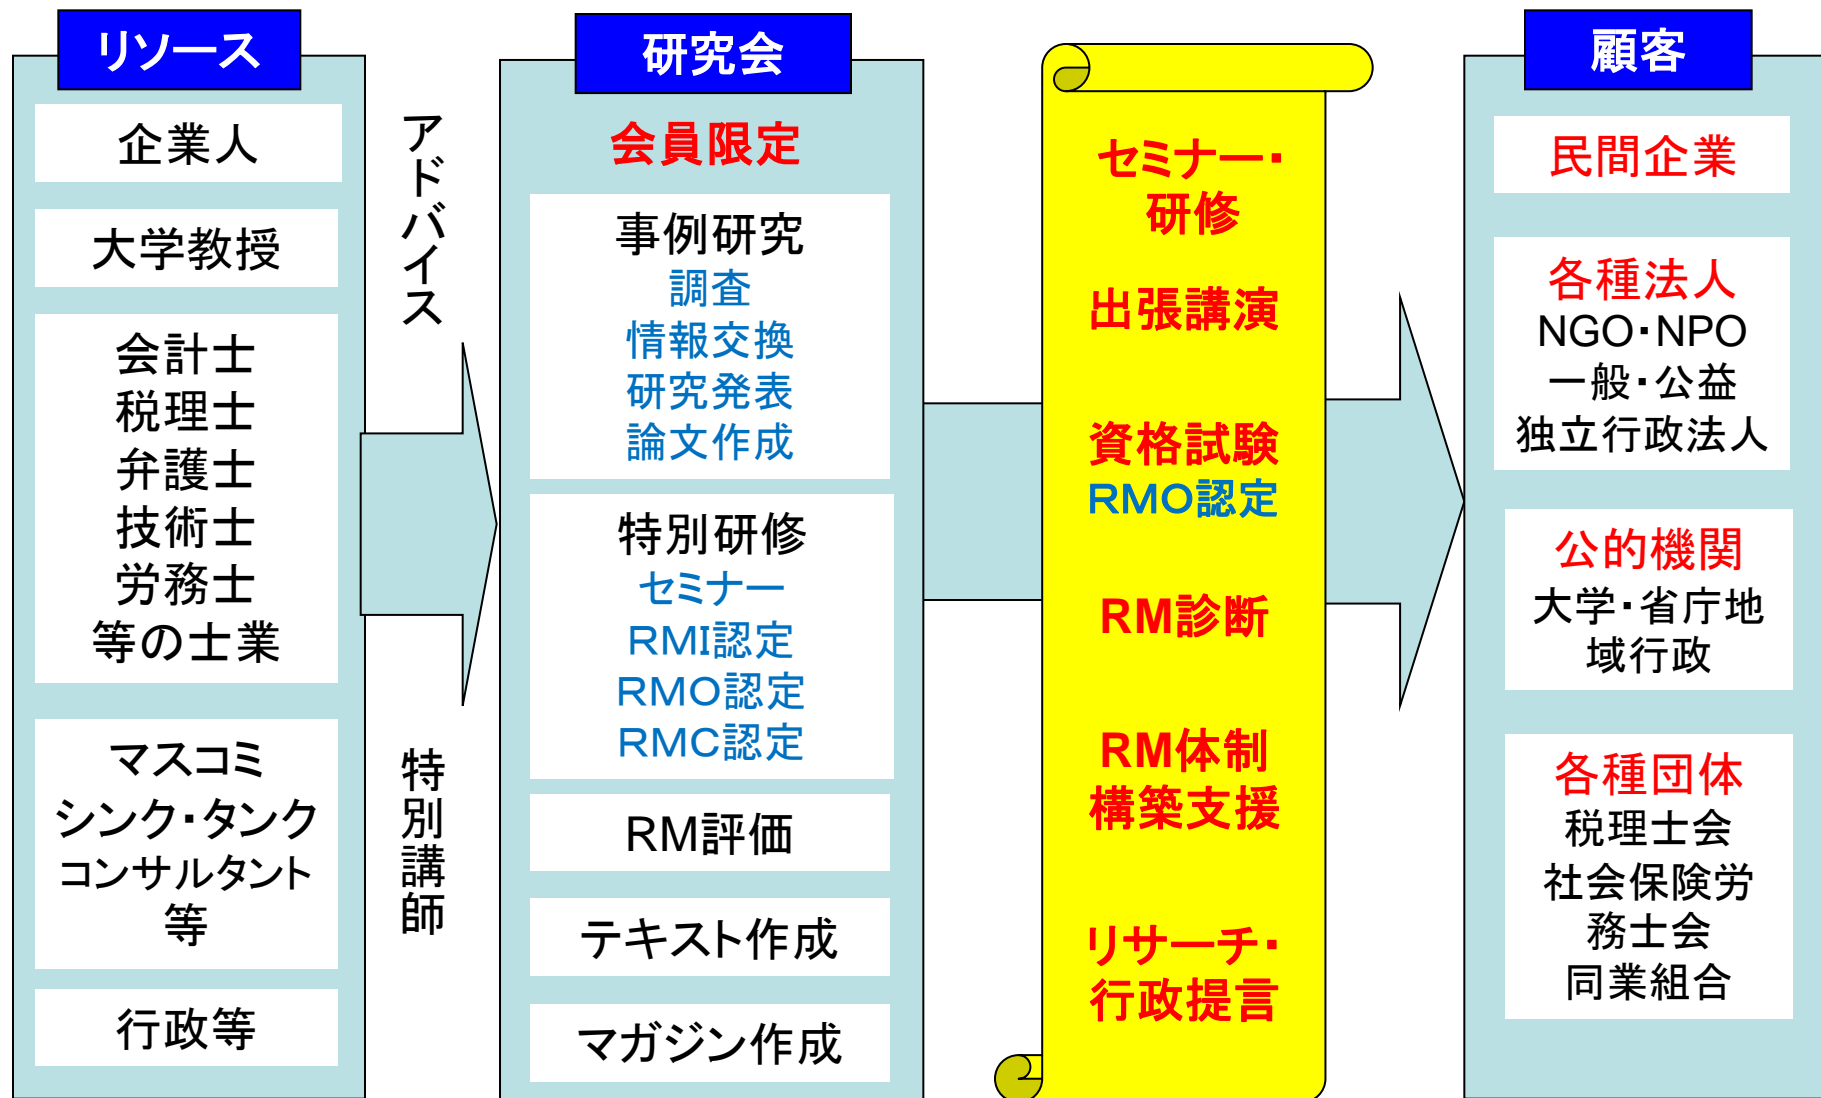 リソース
企業人
大学教授
会計士
税理士
弁護士
技術士
労務士
等の士業
マスコミ
シンク・タンク
コンサルタント
等
行政等
アドバイス
特別講師
研究会
会員限定
事例研究
調査
情報交換
研究発表
論文作成
特別研修
セミナー
RMI認定
RMO認定
RMC認定
RM評価
テキスト作成
マガジン作成
セミナー・
研修
出張講演
資格試験
RMO認定
RM診断
RM体制
構築支援
リサーチ・
行政提言
顧客
民間企業
各種法人
NGO・NPO
一般・公益
独立行政法人
公的機関
大学・省庁地
域行政
各種団体
税理士会
社会保険労
務士会
同業組合